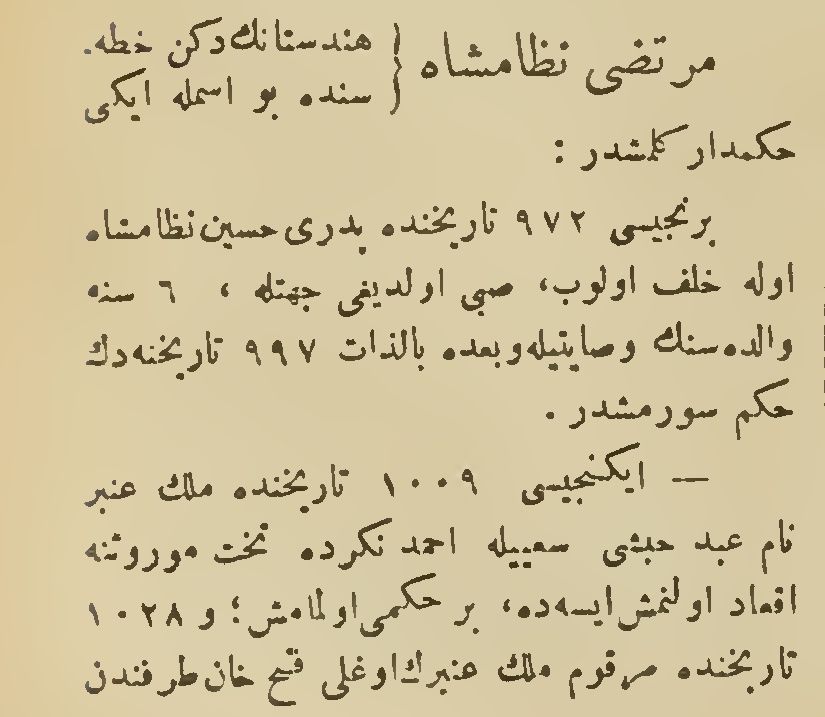 مرتضی نظامشاه { هندستانك دكن خطه‌
سنده بو اسمله ایکی
حكمدار كلمشدر :
برنجیسی ۹۷۲ تاریخنده پدری حسین نظامشاه
اوله خلف اولوب، صبی اولدیغی جهتله ، ٦ سنه
والده‌سنك وصایتیله وبعده بالذات ۹۹۷ تاریخنه‌دك
حكم سورمشدر .
— ایکنجیسی ۱۰۰۹ تاریخنده ملك عنبر
نام عبد حبشی سعییله احمد نكرده تخت موروثنه
اقعاد اولنمش ایسه‌ده، بر حكمی اولمامش؛ و ۱۰۲۸
تاریخنده مرقوم ملك عنبرك اوغلی فتح خان طرفندن